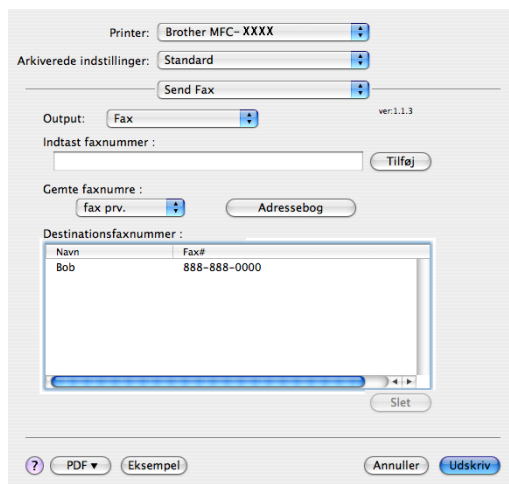 Printer: Brother MFC-XXXX
Arkiverede indstillinger: Standard
Send Fax
Output: Fax
ver:1.1.3
Indtast faxnummer :
Tilføj
Gemte faxnumre :
fax prv. Adressebog
Destinationsfaxnummer :
Navn Fax#
Bob 888-888-0000
Slet
? PDF▼ Eksempel Annuller Udskriv